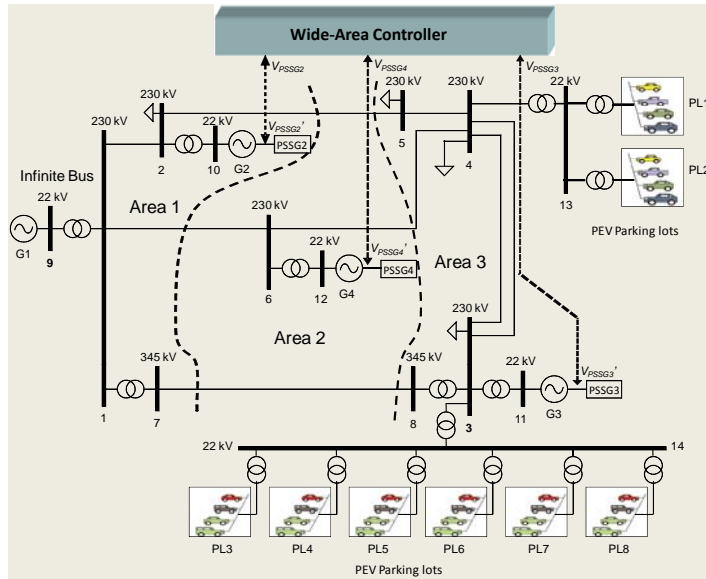 Wide-Area Controller
V_PSSG2
V_PSSG4
V_PSSG3
230 kV
230 kV
230 kV
22 kV
PL1
230 kV
22 kV
V_PSSG2'
PSSG2
5
4
2
10
G2
PL2
Infinite Bus
22 kV
Area 1
13
PEV Parking lots
G1
9
230 kV
22 kV
V_PSSG4'
PSSG4
Area 3
6
12
G4
230 kV
Area 2
345 kV
345 kV
22 kV
V_PSSG3'
PSSG3
1
7
8
3
11
G3
22 kV
14
PL3
PL4
PL5
PL6
PL7
PL8
PEV Parking lots